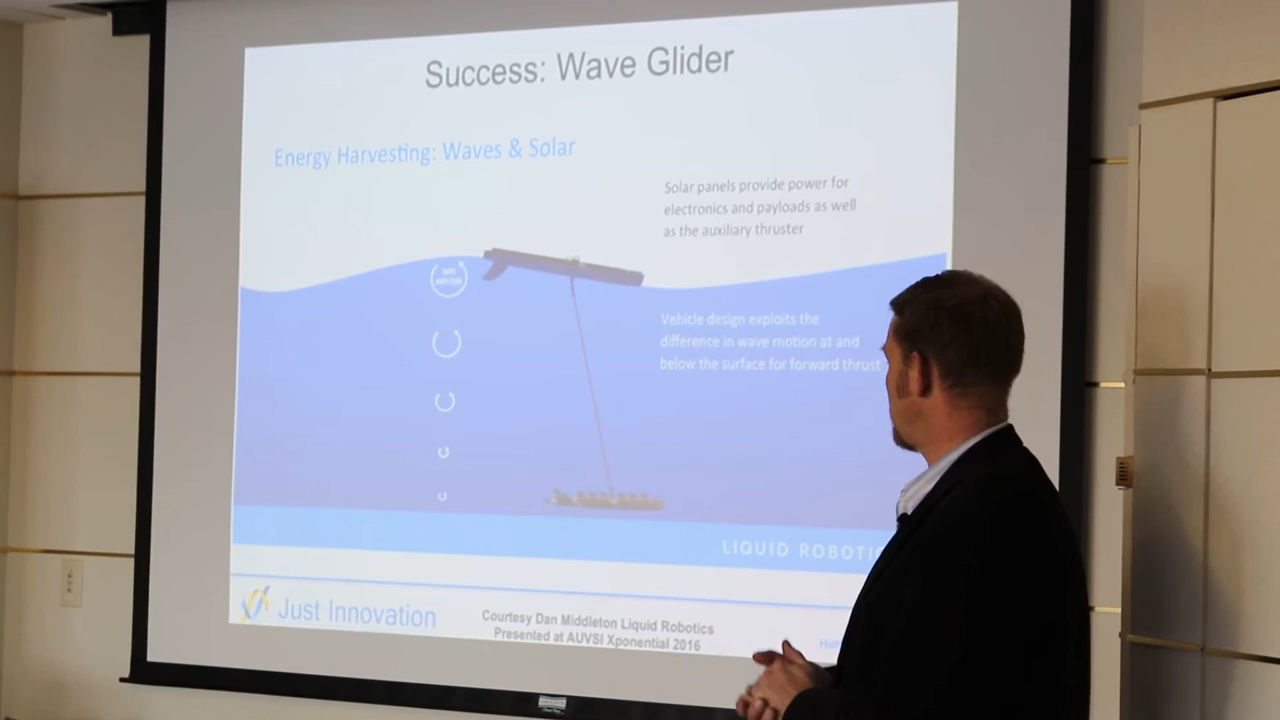 Success: Wave Glider
Energy Harvesting: Waves & Solar
Solar panels provide power for
electronics and payloads as well
as the auxiliary thruster
Vehicle design exploits the
difference in wave motion at and
below the surface for forward thrust
LIQUID ROBOTIC
Just Innovation
Courtesy Dan Middleton Liquid Robotics
Presented at AUVSI Xponential 2016